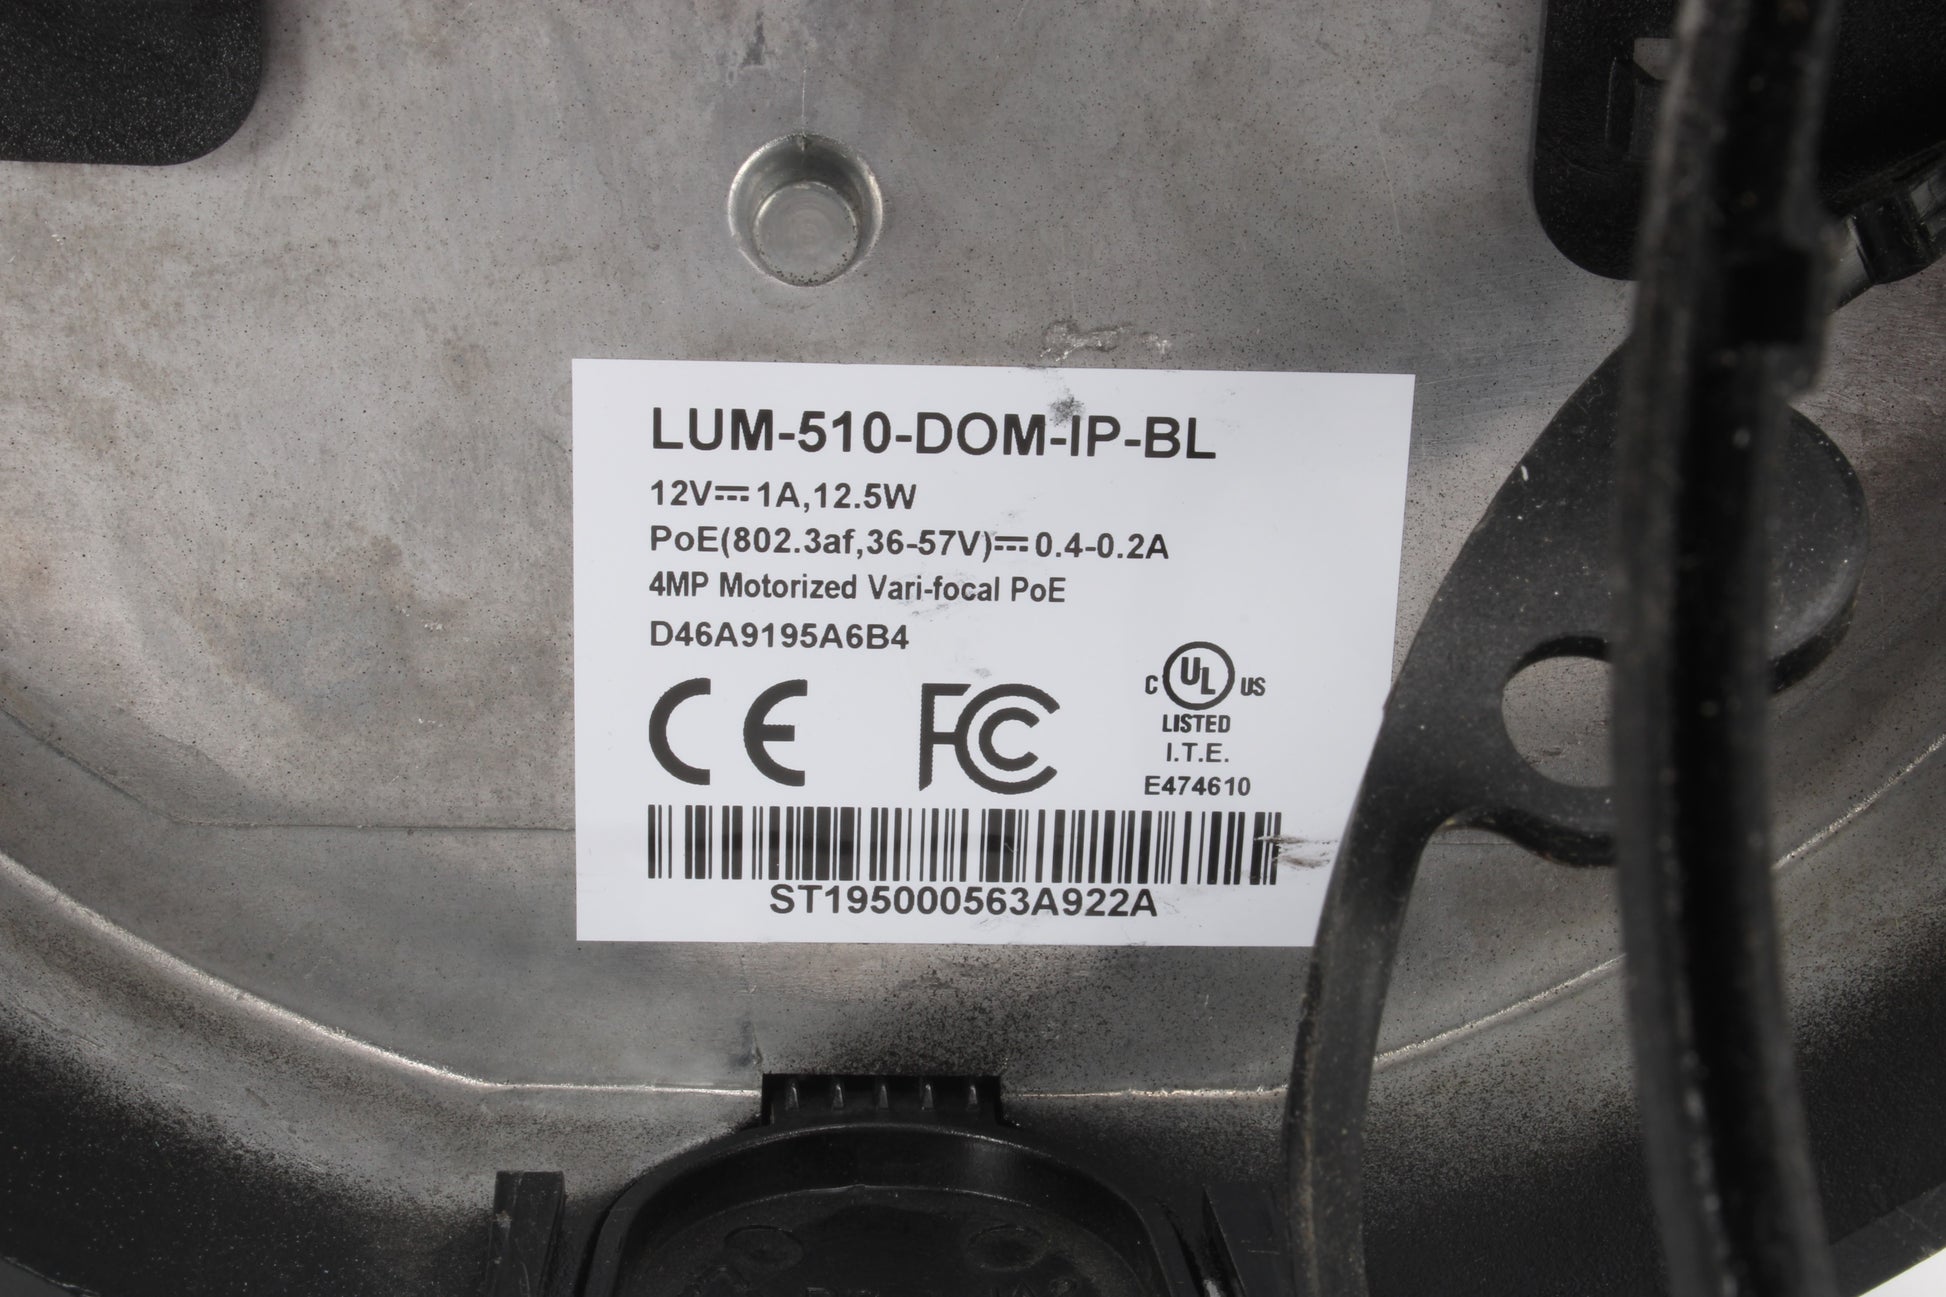 LUM-510-DOM-IP-BL
12V⎓1A,12.5W
PoE(802.3af,36-57V)⎓0.4-0.2A
4MP Motorized Vari-focal PoE
D46A9195A6B4
CE FC C UL US
LISTED
I.T.E.
E474610
ST195000563A922A